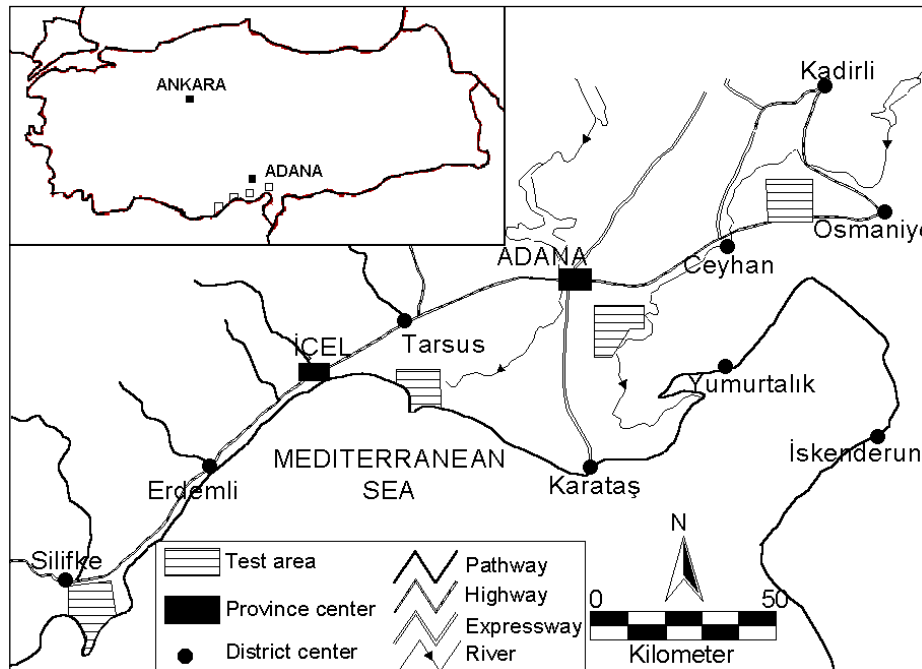 ANKARA
ADANA
Kadirli
Osmaniye
ADANA
Ceyhan
Tarsus
İÇEL
Yumurtalık
MEDITERRANEAN
SEA
Erdemli
Karataş
İskenderun
Silifke
N
Test area
Province center
District center
Pathway
Highway
Expressway
River
0 50
Kilometer